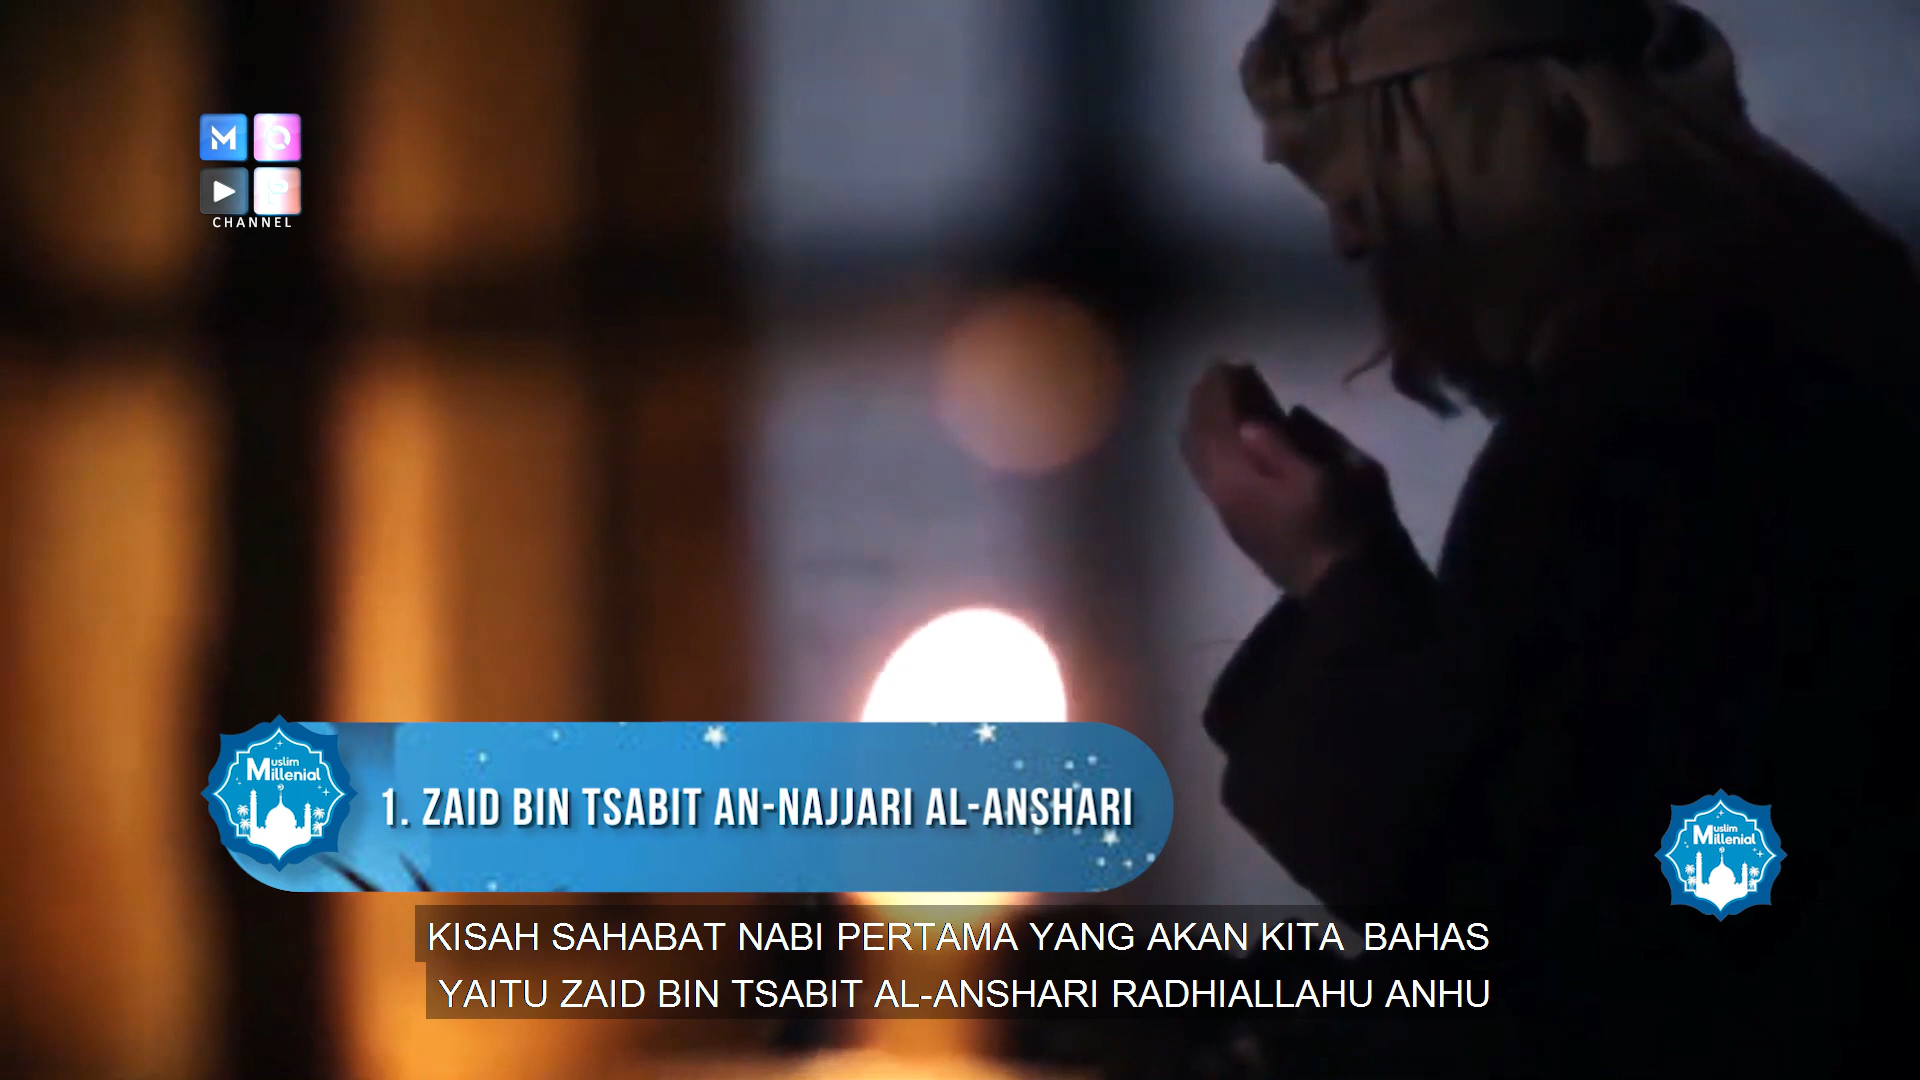 M Q
P
CHANNEL
Muslim
Millenial
1. ZAID BIN TSABIT AN-NAJJARI AL-ANSHARI
Muslim
Millenial
KISAH SAHABAT NABI PERTAMA YANG AKAN KITA BAHAS
YAITU ZAID BIN TSABIT AL-ANSHARI RADHIALLAHU ANHU